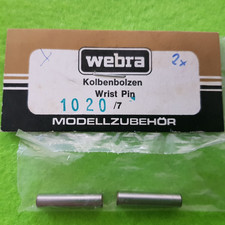 webra
2x
Kolbenbolzen
Wrist Pin
1020 /7
MODELLZUBEHÖR